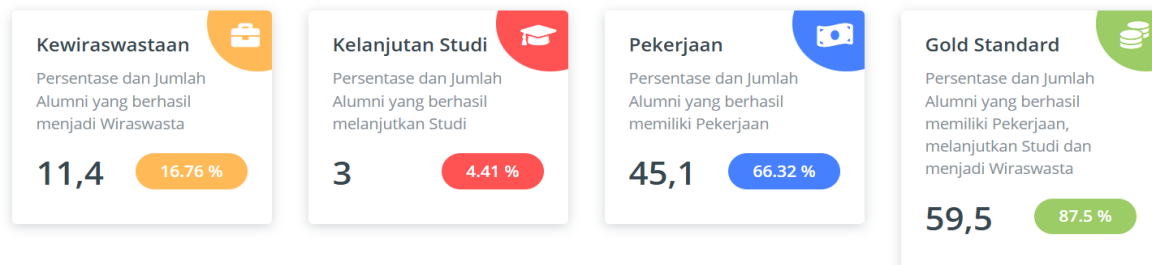 Kewiraswastaan
Persentase dan Jumlah
Alumni yang berhasil
menjadi Wiraswasta
11,4
16.76 %
Kelanjutan Studi
Persentase dan Jumlah
Alumni yang berhasil
melanjutkan Studi
3
4.41 %
Pekerjaan
Persentase dan Jumlah
Alumni yang berhasil
memiliki Pekerjaan
45,1
66.32 %
Gold Standard
Persentase dan Jumlah
Alumni yang berhasil
memiliki Pekerjaan,
melanjutkan Studi dan
menjadi Wiraswasta
59,5
87.5 %